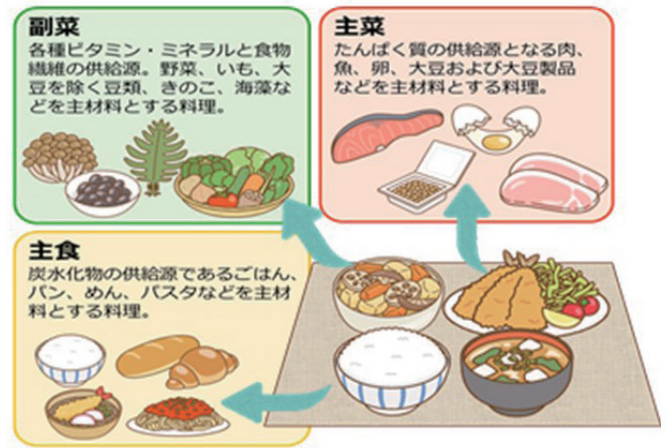 副菜
各種ビタミン・ミネラルと食物
繊維の供給源。野菜、いも、大
豆を除く豆類、きのこ、海藻な
どを主材料とする料理。
主菜
たんぱく質の供給源となる肉、
魚、卵、大豆および大豆製品
などを主材料とする料理。
主食
炭水化物の供給源であるごはん、
パン、めん、パスタなどを主材
料とする料理。